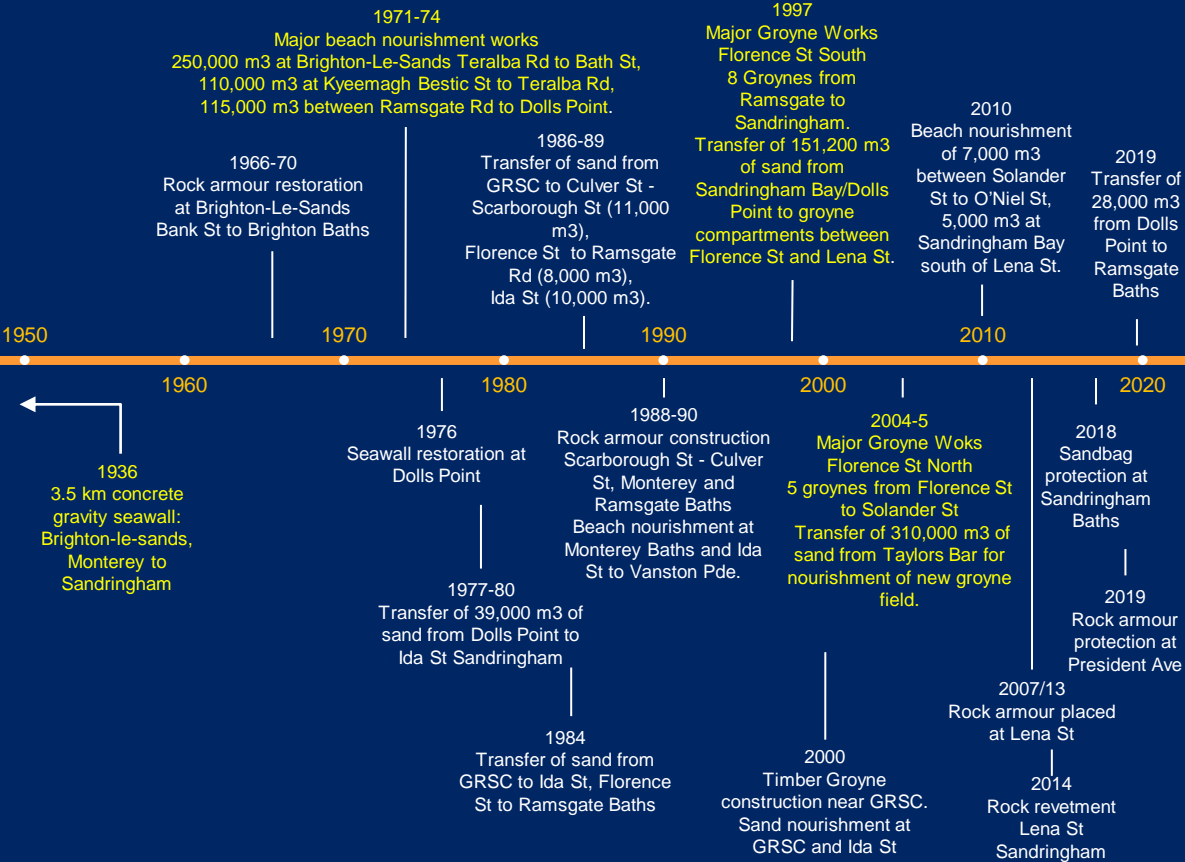 1971-74
Major beach nourishment works
250,000 m3 at Brighton-Le-Sands Teralba Rd to Bath St,
110,000 m3 at Kyeemagh Bestic St to Teralba Rd,
115,000 m3 between Ramsgate Rd to Dolls Point.
1966-70
Rock armour restoration
at Brighton-Le-Sands
Bank St to Brighton Baths
1986-89
Transfer of sand from
GRSC to Culver St -
Scarborough St (11,000
m3),
Florence St to Ramsgate
Rd (8,000 m3),
Ida St (10,000 m3).
1997
Major Groyne Works
Florence St South
8 Groynes from
Ramsgate to
Sandringham.
Transfer of 151,200 m3
of sand from
Sandringham Bay/Dolls
Point to groyne
compartments between
Florence St and Lena St.
2010
Beach nourishment
of 7,000 m3
between Solander
St to O'Niel St,
5,000 m3 at
Sandringham Bay
south of Lena St.
2019
Transfer of
28,000 m3
from Dolls
Point to
Ramsgate
Baths
1950
1970
1990
2010
1960
1980
2000
2020
1936
3.5 km concrete
gravity seawall:
Brighton-le-sands,
Monterey to
Sandringham
1976
Seawall restoration at
Dolls Point
1977-80
Transfer of 39,000 m3 of
sand from Dolls Point to
Ida St Sandringham
1984
Transfer of sand from
GRSC to Ida St, Florence
St to Ramsgate Baths
1988-90
Rock armour construction
Scarborough St - Culver
St, Monterey and
Ramsgate Baths
Beach nourishment at
Monterey Baths and Ida
St to Vanston Pde.
2000
Timber Groyne
construction near GRSC.
Sand nourishment at
GRSC and Ida St
2004-5
Major Groyne Woks
Florence St North
5 groynes from Florence St
to Solander St
Transfer of 310,000 m3 of
sand from Taylors Bar for
nourishment of new groyne
field.
2007/13
Rock armour placed
at Lena St
2014
Rock revetment
Lena St
Sandringham
2018
Sandbag
protection at
Sandringham
Baths
2019
Rock armour
protection at
President Ave